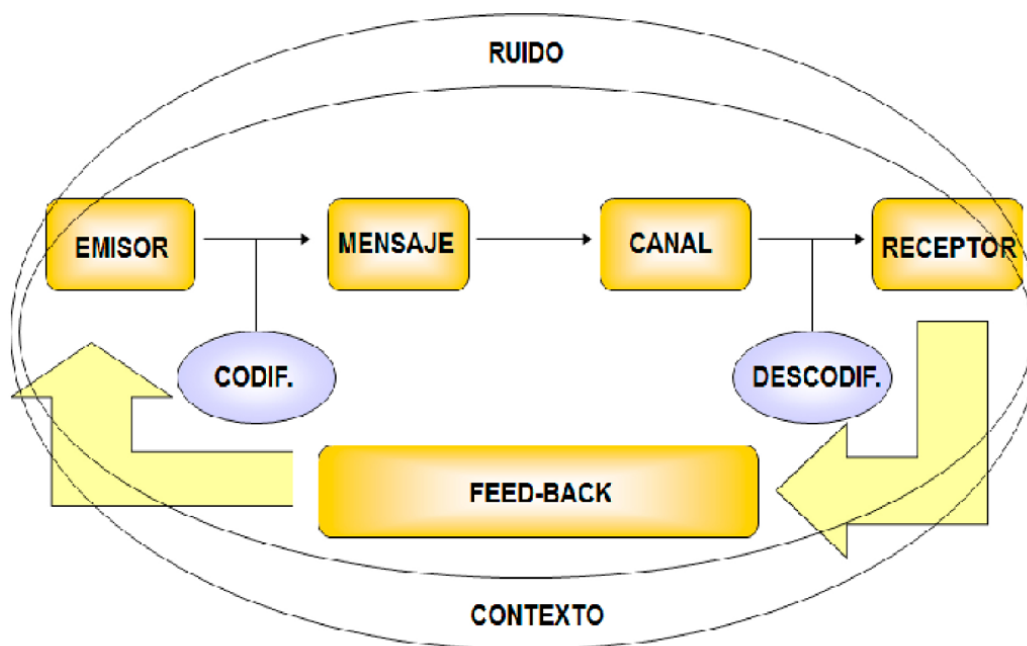 RUIDO
EMISOR
MENSAJE
CANAL
RECEPTOR
CODIF.
DESCODIF.
FEED-BACK
CONTEXTO